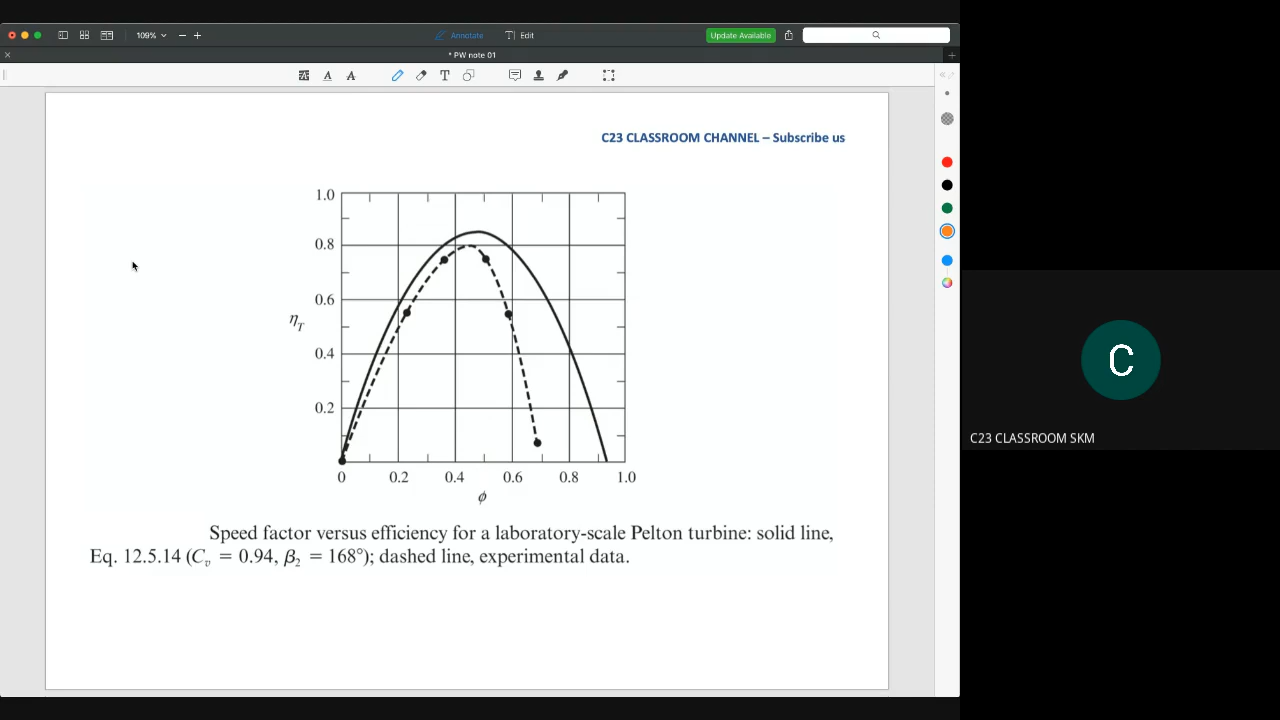 109%
Annotate
Edit
Update Available
* PW note 01
C23 CLASSROOM CHANNEL – Subscribe us
1.0
0.8
0.6
η_T
0.4
0.2
0 0.2 0.4 0.6 0.8 1.0
ϕ
Speed factor versus efficiency for a laboratory-scale Pelton turbine: solid line,
Eq. 12.5.14 (C_v = 0.94, β_2 = 168°); dashed line, experimental data.
C
C23 CLASSROOM SKM